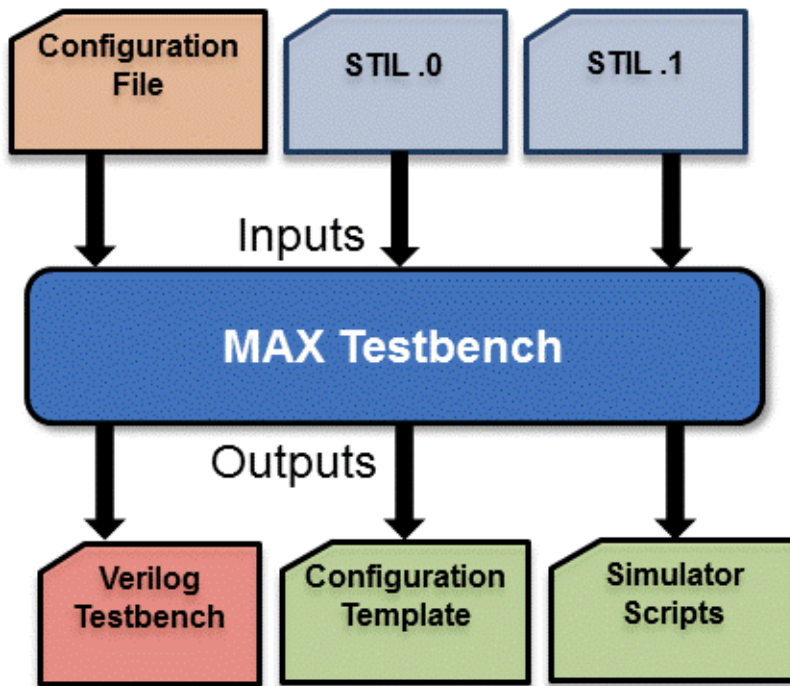 Configuration
File
STIL .0
STIL .1
Inputs
MAX Testbench
Outputs
Verilog
Testbench
Configuration
Template
Simulator
Scripts